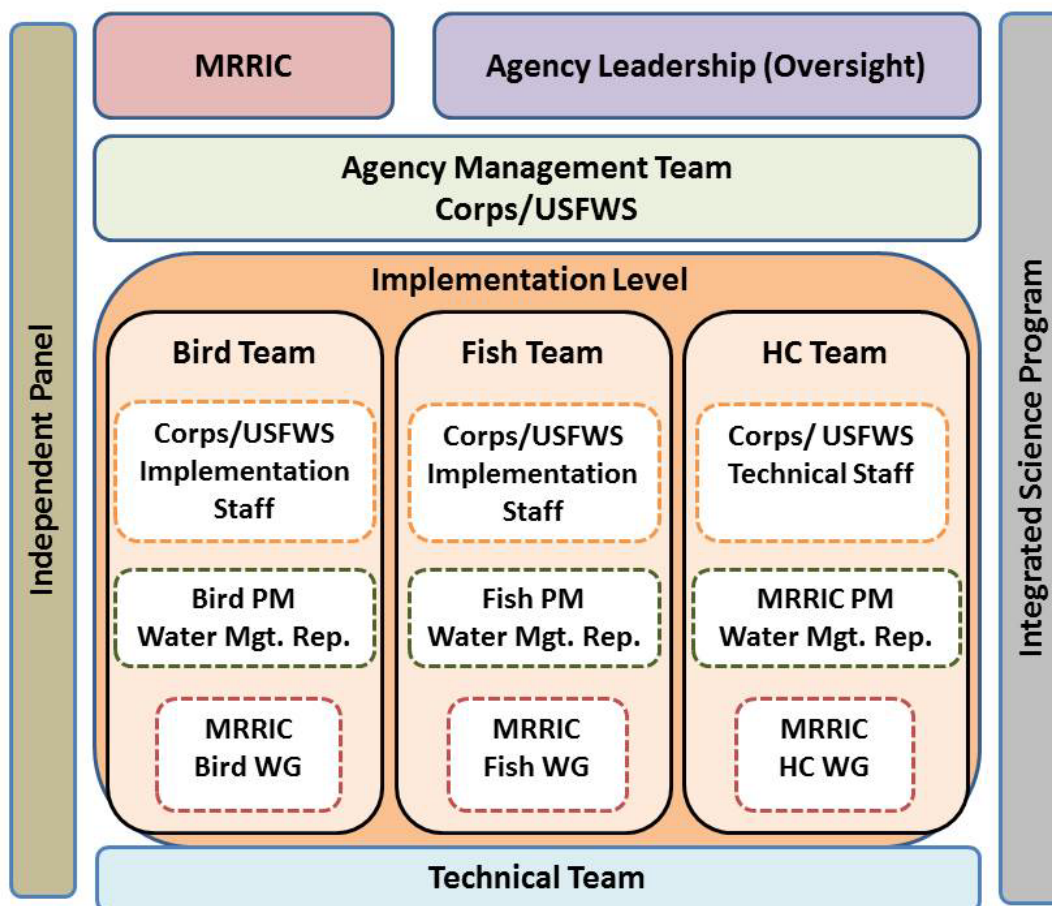 Independent Panel
MRRIC
Agency Leadership (Oversight)
Agency Management Team
Corps/USFWS
Implementation Level
Bird Team
Corps/USFWS
Implementation
Staff
Bird PM
Water Mgt. Rep.
MRRIC
Bird WG
Fish Team
Corps/USFWS
Implementation
Staff
Fish PM
Water Mgt. Rep.
MRRIC
Fish WG
HC Team
Corps/ USFWS
Technical Staff
MRRIC PM
Water Mgt. Rep.
MRRIC
HC WG
Technical Team
Integrated Science Program